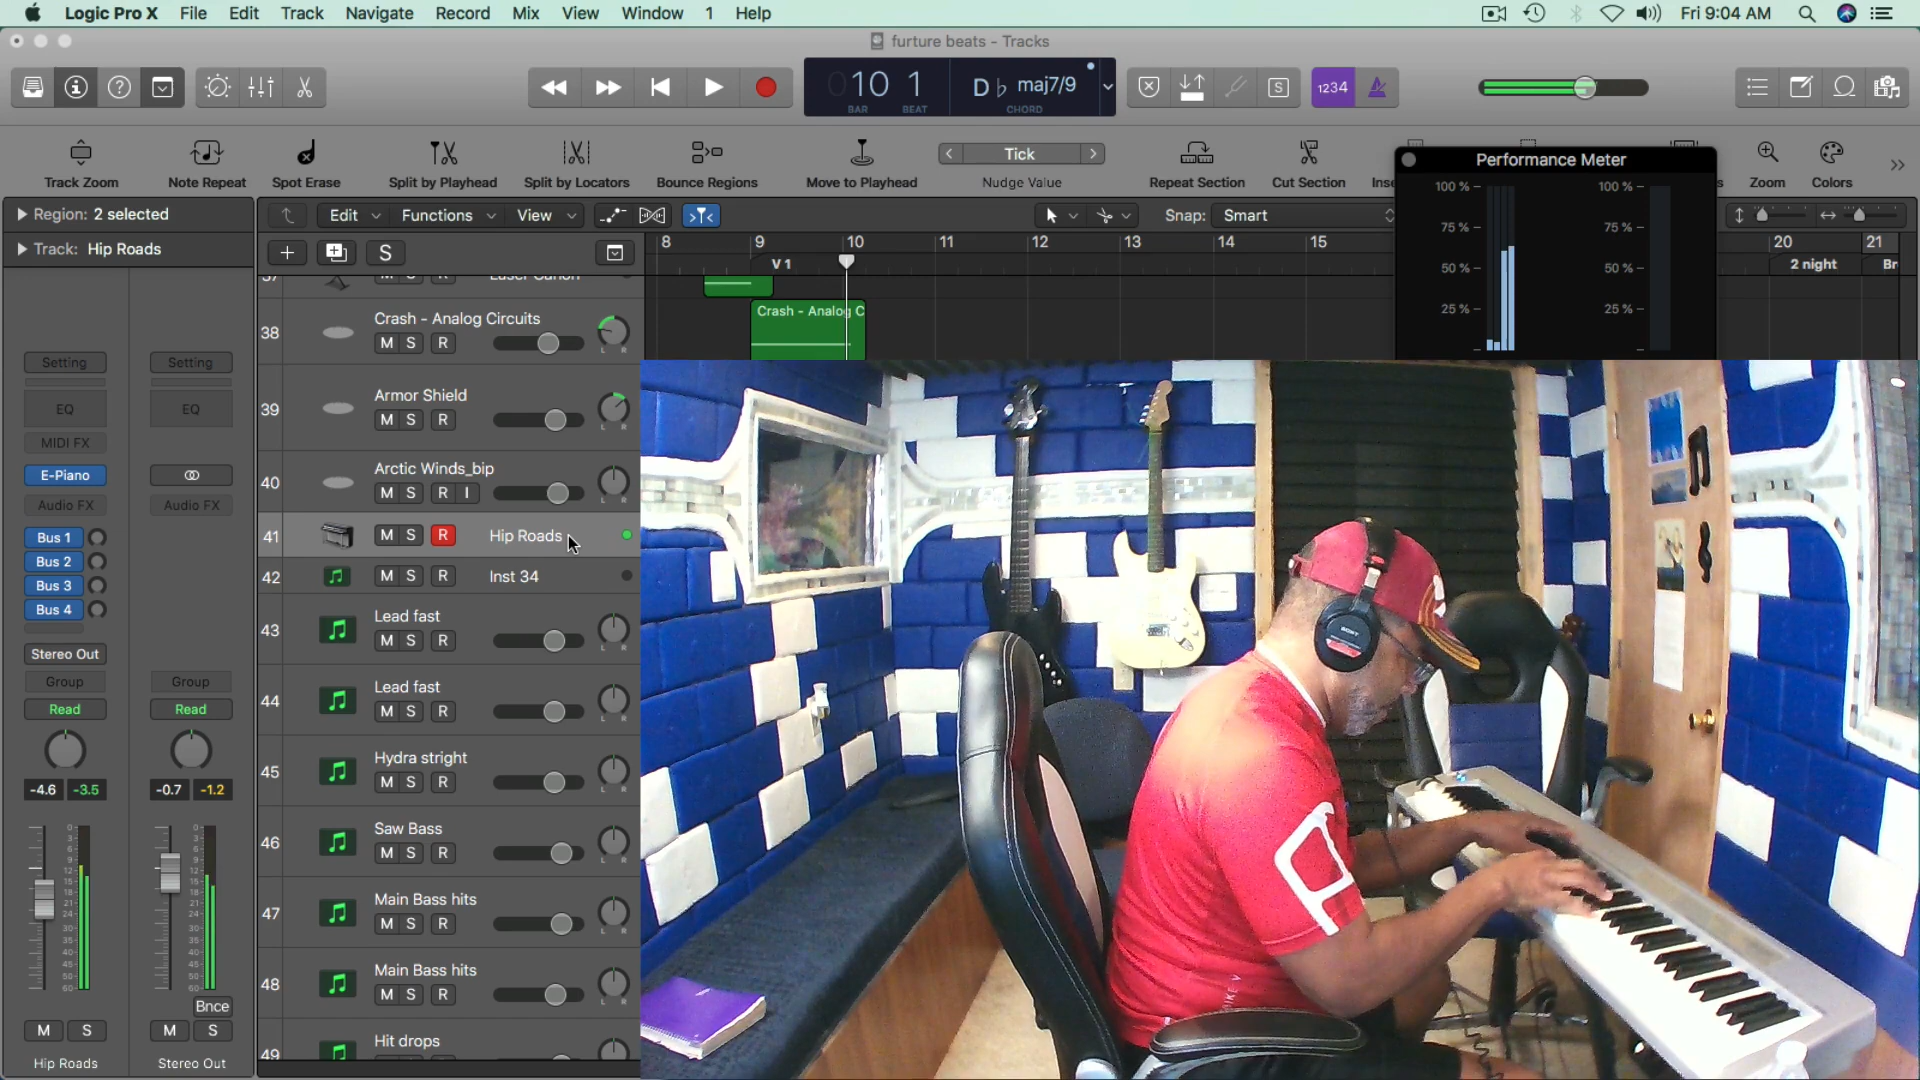 Logic Pro X File Edit Track Navigate Record Mix View Window 1 Help Fri 9:04 AM
furture beats - Tracks
10 1 D♭ maj7/9
BAR BEAT CHORD
S 1234
Track Zoom Note Repeat Spot Erase Split by Playhead Split by Locators Bounce Regions Move to Playhead
Tick
Nudge Value
Repeat Section Cut Section Zoom Colors
Performance Meter
100 % 100 %
75 % 75 %
50 % 50 %
25 % 25 %
Region: 2 selected
Track: Hip Roads
Edit Functions View Snap: Smart
S
8 9 10 11 12 13 14 15 20 21
V 1 2 night
38 Crash - Analog Circuits
M S R L R
Crash - Analog C
39 Armor Shield
M S R L R
40 Arctic Winds_bip
M S R I L R
41 M S R Hip Roads
42 M S R Inst 34
43 Lead fast
M S R L R
44 Lead fast
M S R L R
45 Hydra stright
M S R L R
46 Saw Bass
M S R L R
47 Main Bass hits
M S R L R
48 Main Bass hits
M S R L R
49 Hit drops
Setting Setting
EQ EQ
MIDI FX
E-Piano
Audio FX Audio FX
Bus 1
Bus 2
Bus 3
Bus 4
Stereo Out
Group Group
Read Read
-4.6 -3.5 -0.7 -1.2
Bnce
M S M S
Hip Roads Stereo Out
SONY